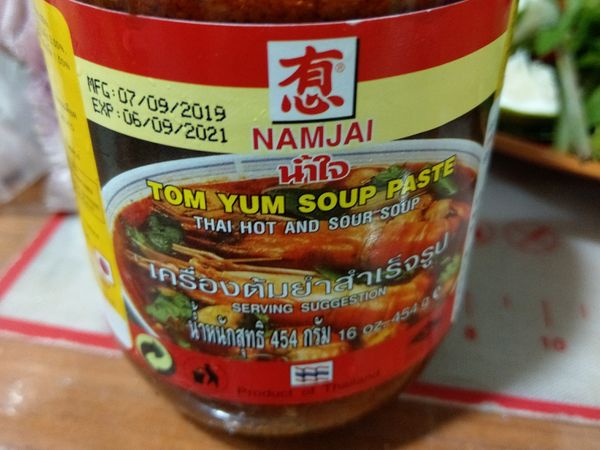 MFG:07/09/2019
EXP:06/09/2021
®
NAMJAI
น้ำใจ
TOM YUM SOUP PASTE
THAI HOT AND SOUR SOUP
เครื่องต้มยำสำเร็จรูป
SERVING SUGGESTION
น้ำหนักสุทธิ 454 กรัม 16 oz-454 g e
Product of Thailand
8
10